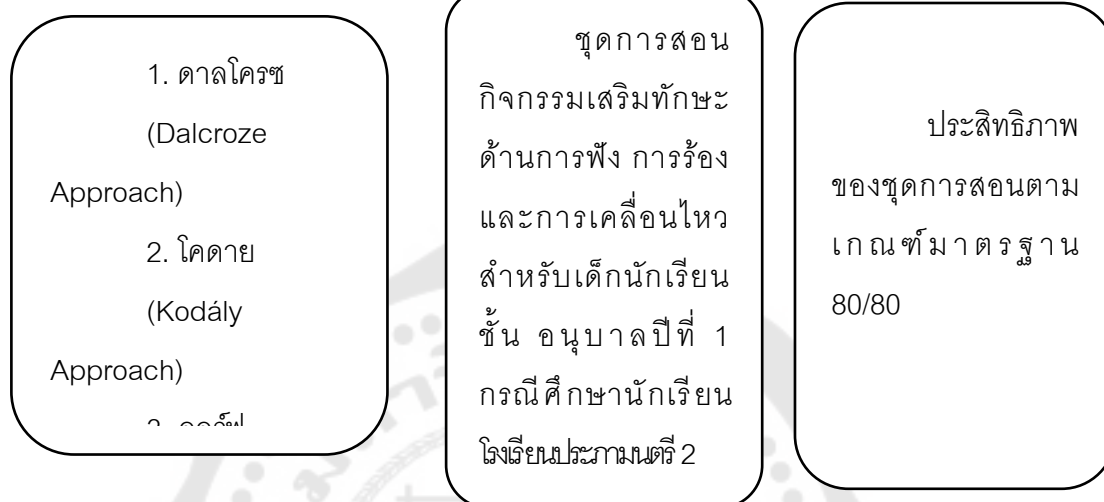 1. ดาลโครซ
(Dalcroze
Approach)
2. โคดาย
(Kodály
Approach)
ชุดการสอน
กิจกรรมเสริมทักษะ
ด้านการฟัง การร้อง
และการเคลื่อนไหว
สำหรับเด็กนักเรียน
ชั้น อนุบาลปีที่ 1
กรณีศึกษานักเรียน
โรงเรียนประภามนตรี 2
ประสิทธิภาพ
ของชุดการสอนตาม
เกณฑ์มาตรฐาน
80/80